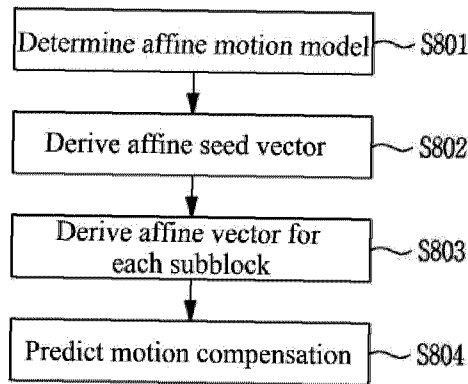 Determine affine motion model S801
Derive affine seed vector S802
Derive affine vector for
each subblock S803
Predict motion compensation S804